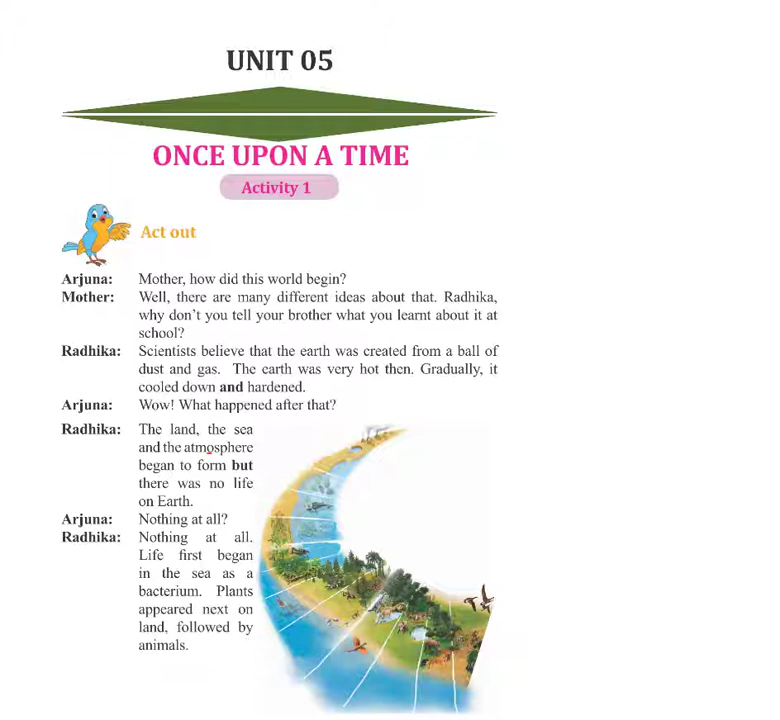 UNIT 05
ONCE UPON A TIME
Activity 1
Act out
Arjuna: Mother, how did this world begin?
Mother: Well, there are many different ideas about that. Radhika,
why don't you tell your brother what you learnt about it at
school?
Radhika: Scientists believe that the earth was created from a ball of
dust and gas. The earth was very hot then. Gradually, it
cooled down and hardened.
Arjuna: Wow! What happened after that?
Radhika: The land, the sea
and the atmosphere
began to form but
there was no life
on Earth.
Arjuna: Nothing at all?
Radhika: Nothing at all.
Life first began
in the sea as a
bacterium. Plants
appeared next on
land, followed by
animals.